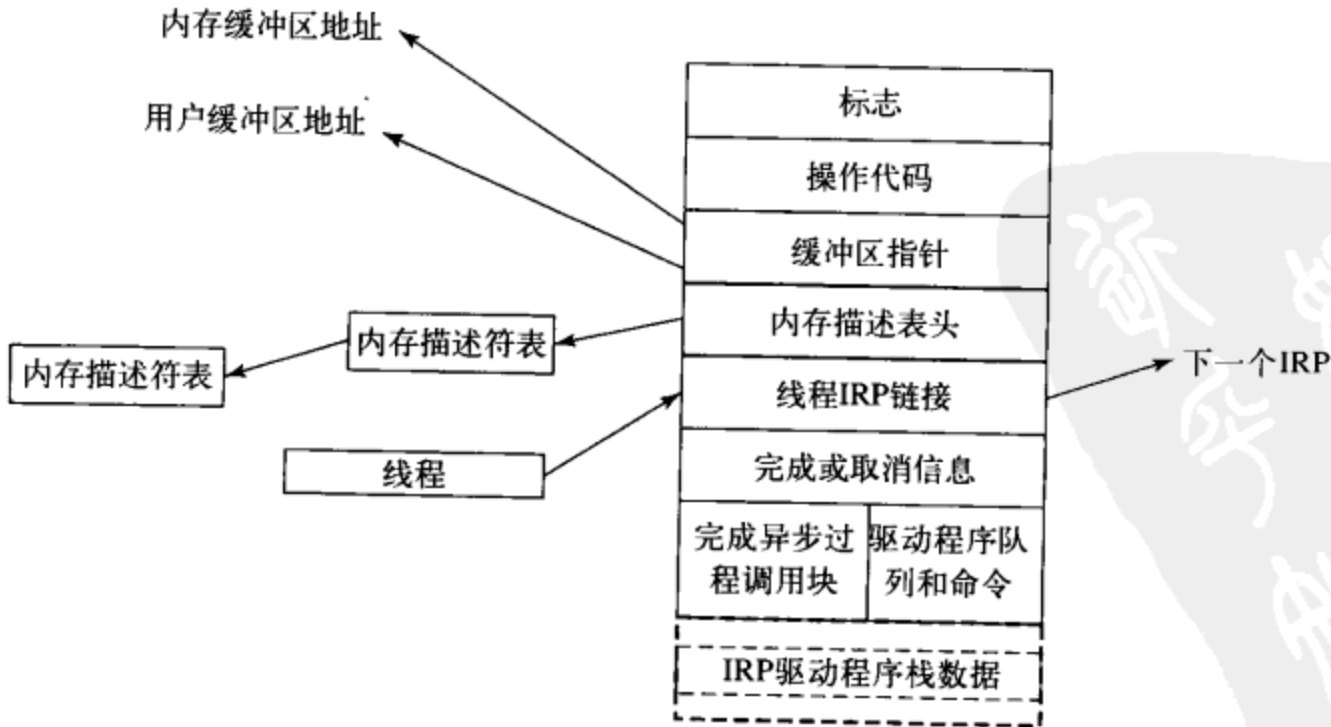 内存缓冲区地址
用户缓冲区地址
标志
操作代码
缓冲区指针
内存描述表头
内存描述符表
内存描述符表
线程IRP链接
下一个IRP
线程
完成或取消信息
完成异步过
程调用块
驱动程序队
列和命令
IRP驱动程序栈数据